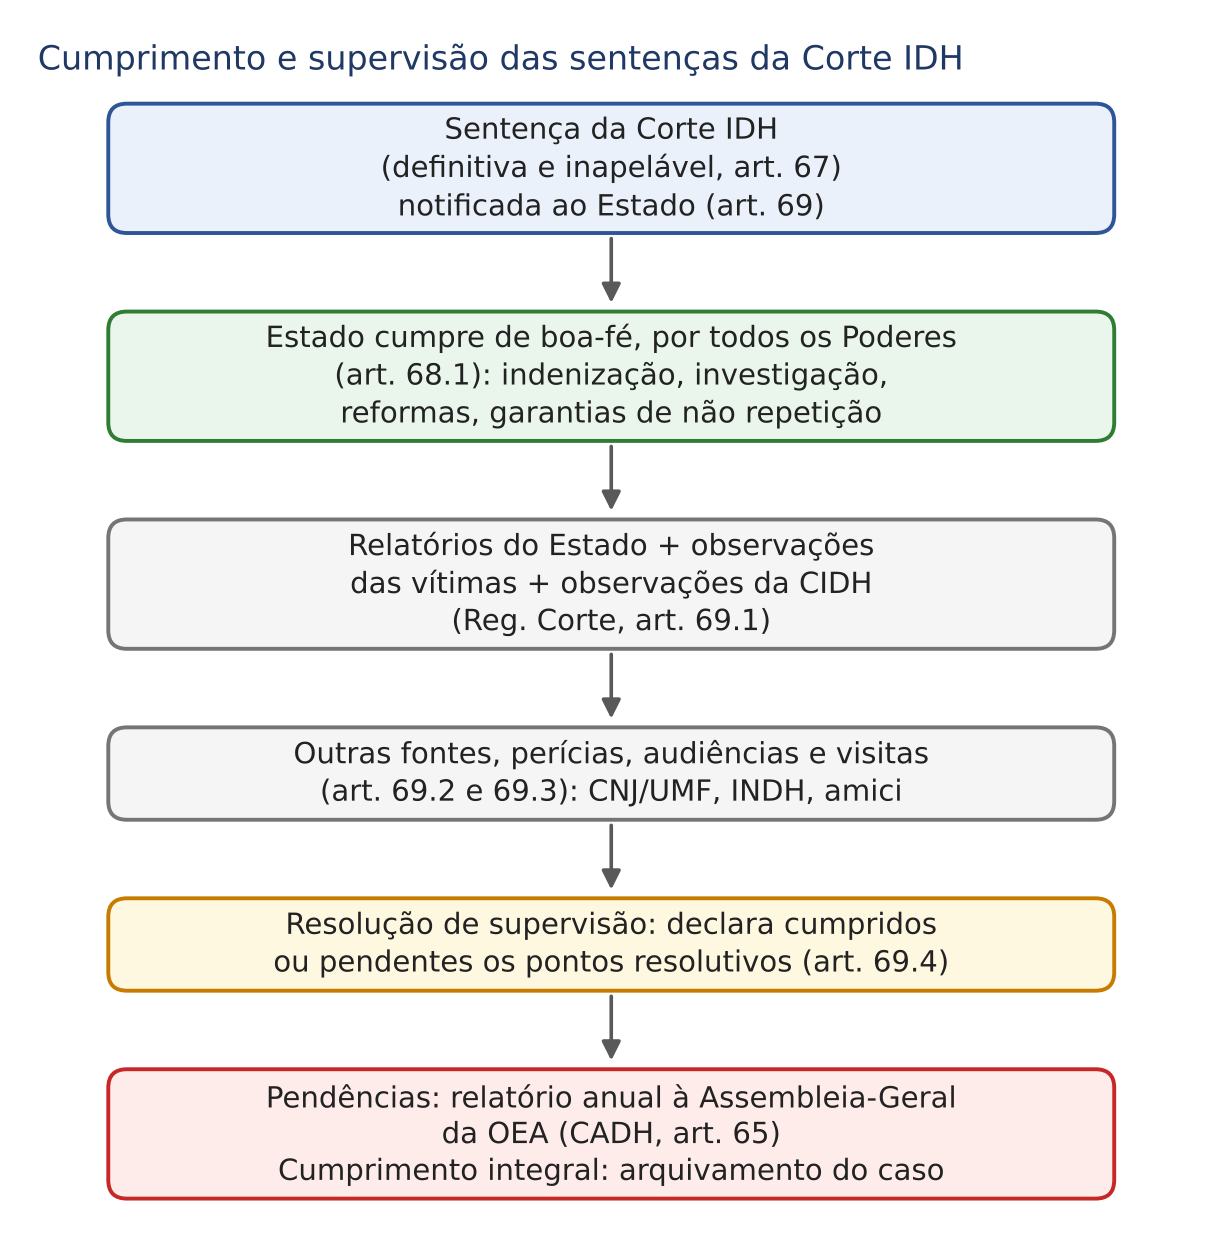 Cumprimento e supervisão das sentenças da Corte IDH
Sentença da Corte IDH
(definitiva e inapelável, art. 67)
notificada ao Estado (art. 69)
Estado cumpre de boa-fé, por todos os Poderes
(art. 68.1): indenização, investigação,
reformas, garantias de não repetição
Relatórios do Estado + observações
das vítimas + observações da CIDH
(Reg. Corte, art. 69.1)
Outras fontes, perícias, audiências e visitas
(art. 69.2 e 69.3): CNJ/UMF, INDH, amici
Resolução de supervisão: declara cumpridos
ou pendentes os pontos resolutivos (art. 69.4)
Pendências: relatório anual à Assembleia-Geral
da OEA (CADH, art. 65)
Cumprimento integral: arquivamento do caso